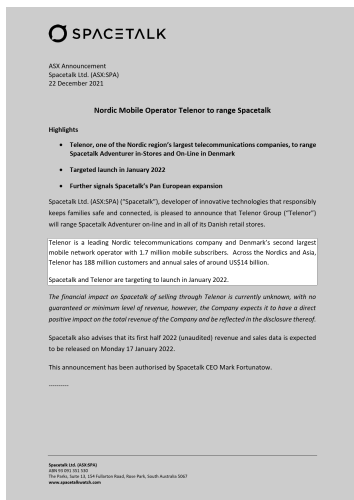 SPACETALK
ASX Announcement
Spacetalk Ltd. (ASX:SPA)
22 December 2021
Nordic Mobile Operator Telenor to range Spacetalk
Highlights
• Telenor, one of the Nordic region's largest telecommunications companies, to range
Spacetalk Adventurer in-Stores and On-Line in Denmark
• Targeted launch in January 2022
• Further signals Spacetalk's Pan European expansion
Spacetalk Ltd. (ASX:SPA) ("Spacetalk"), developer of innovative technologies that responsibly
keeps families safe and connected, is pleased to announce that Telenor Group ("Telenor")
will range Spacetalk Adventurer online and in all of its Danish retail stores.
Telenor is a leading Nordic telecommunications company and Denmark's second largest
mobile network operator with 1.7 million mobile subscribers. Across the Nordics and Asia,
Telenor has 188 million customers and annual sales of around US$14 billion.
Spacetalk and Telenor are targeting to launch in January 2022.
The financial impact on Spacetalk of selling through Telenor is currently unknown, with no
guaranteed or minimum level of revenue, however, the Company expects it to have a direct
positive impact on the total revenue of the Company and be reflected in the disclosure thereof.
Spacetalk also advises that its first half 2022 (unaudited) revenue and sales data is expected
to be released on Monday 17 January 2022.
This announcement has been authorised by Spacetalk CEO Mark Fortunatow.
----------
Spacetalk Ltd. (ASX:SPA)
ABN 93 091 351 530
The Parks, Suite 13, 154 Fullarton Road, Rose Park, South Australia 5067
www.spacetalkwatch.com